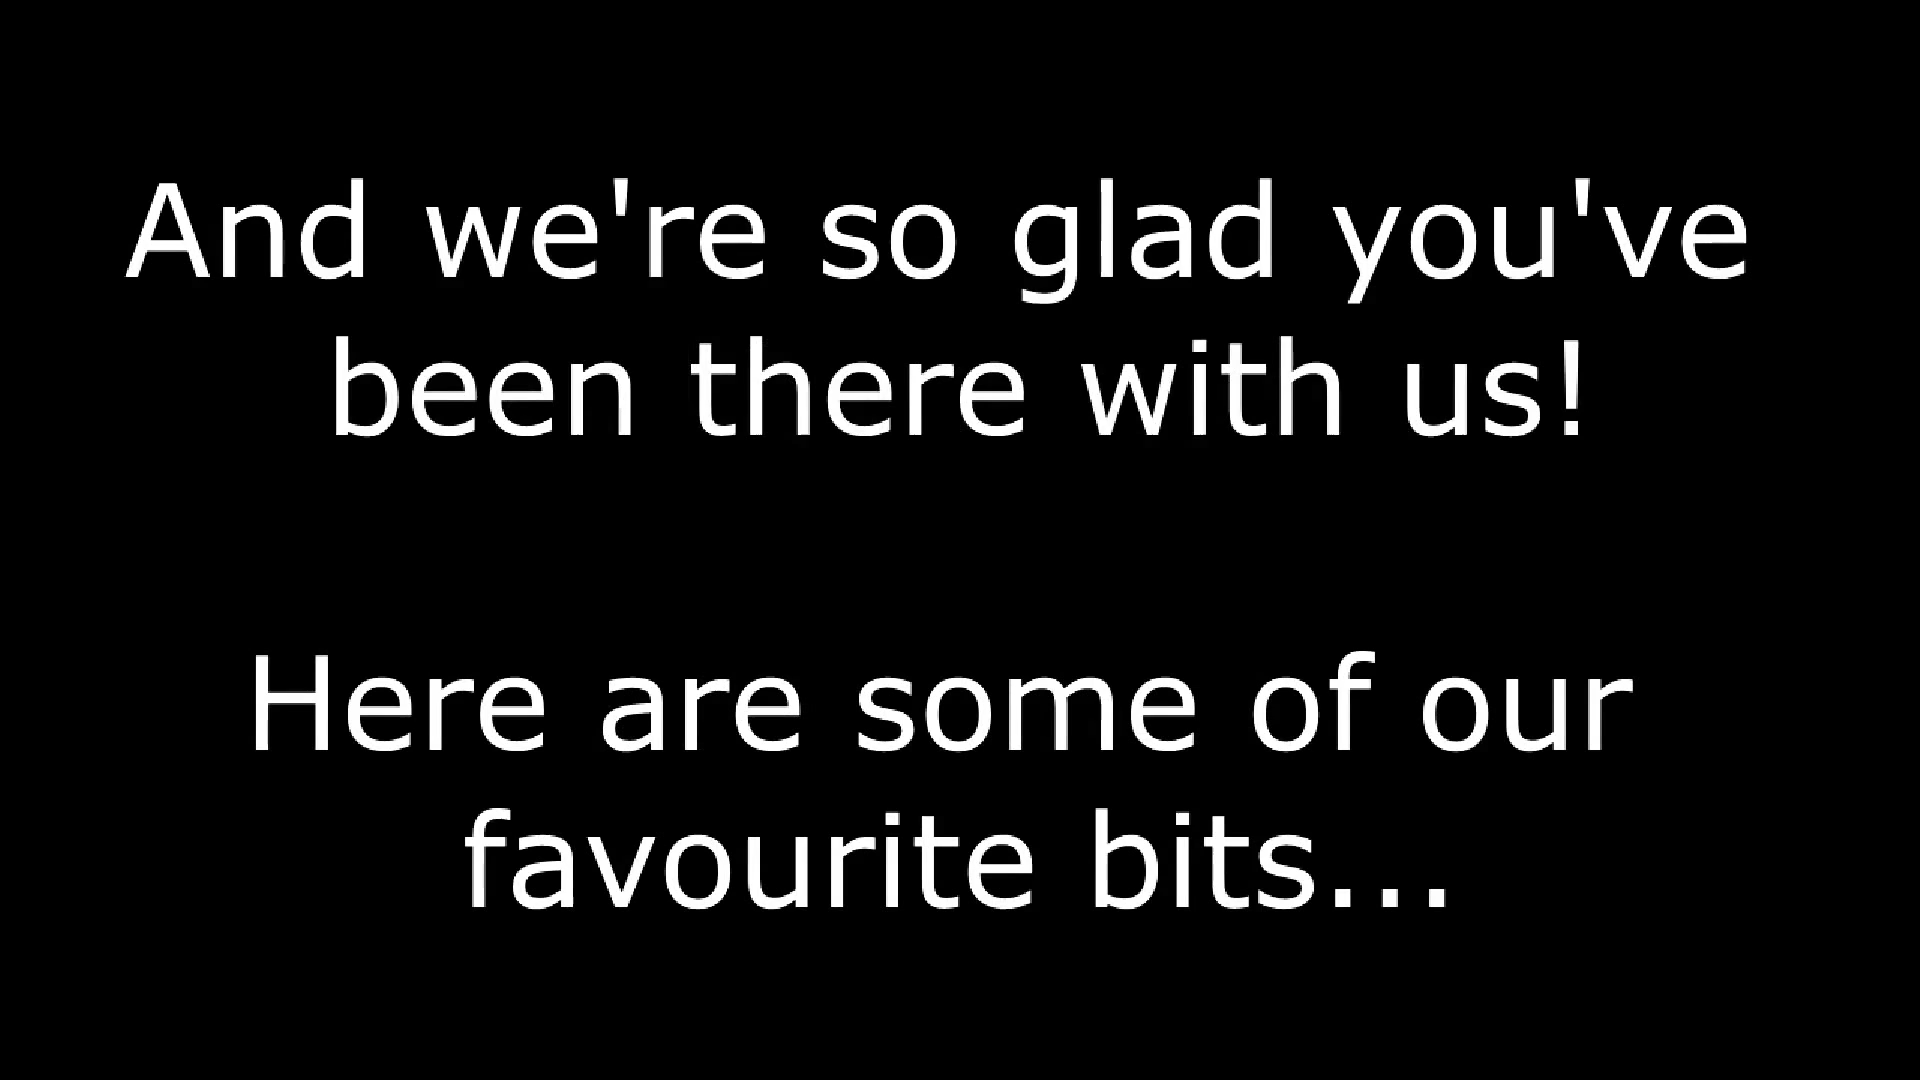 And we're so glad you've
been there with us!
Here are some of our
favourite bits...